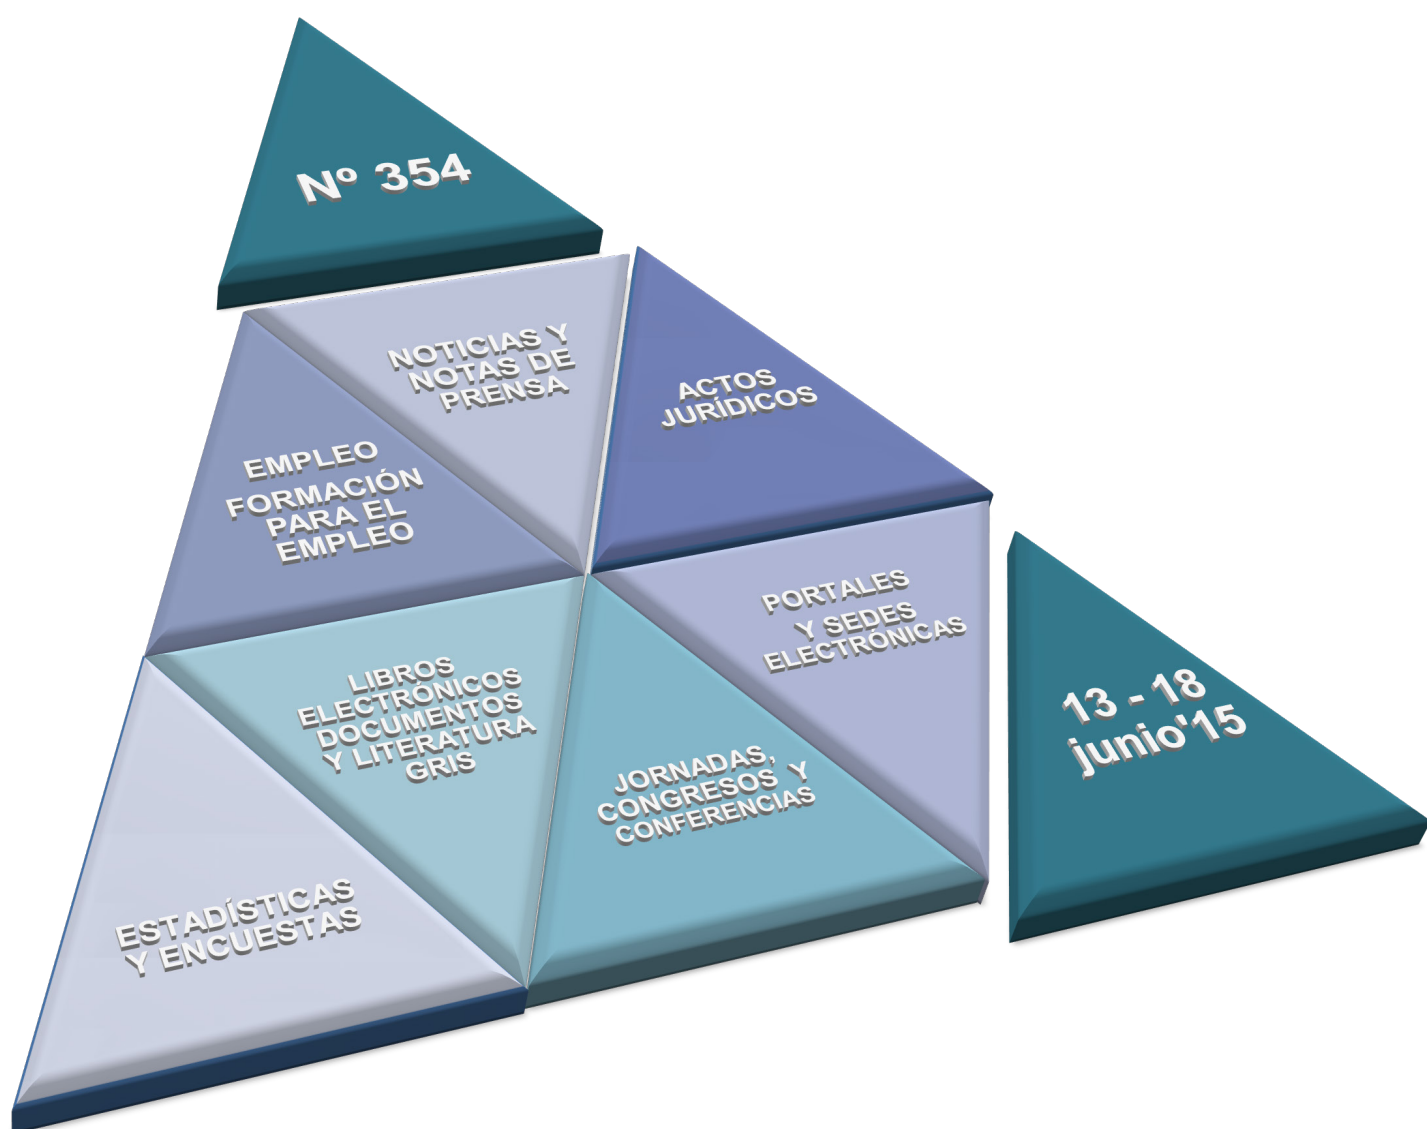 Nº 354
NOTICIAS Y
NOTAS DE
PRENSA
ACTOS
JURÍDICOS
EMPLEO
FORMACIÓN
PARA EL
EMPLEO
PORTALES
Y SEDES
ELECTRÓNICAS
LIBROS
ELECTRÓNICOS
DOCUMENTOS
Y LITERATURA
GRIS
JORNADAS,
CONGRESOS Y
CONFERENCIAS
13 - 18
junio'15
ESTADÍSTICAS
Y ENCUESTAS